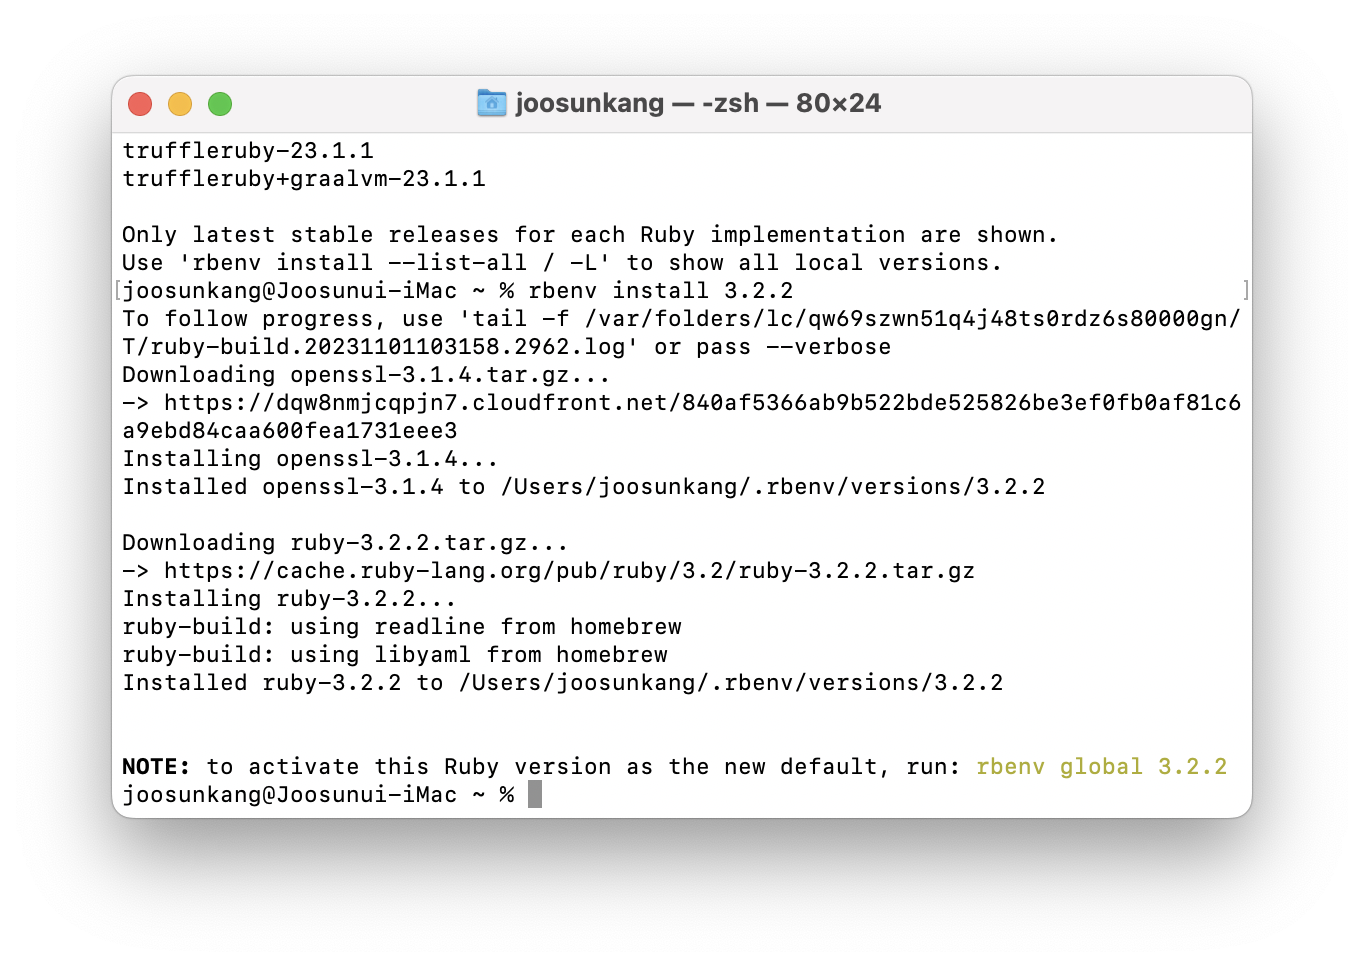 joosunkang — -zsh — 80×24
truffleruby-23.1.1
truffleruby+graalvm-23.1.1
Only latest stable releases for each Ruby implementation are shown.
Use 'rbenv install --list-all / -L' to show all local versions.
[joosunkang@Joosunui-iMac ~ % rbenv install 3.2.2 ]
To follow progress, use 'tail -f /var/folders/lc/qw69szwn51q4j48ts0rdz6s80000gn/
T/ruby-build.20231101103158.2962.log' or pass --verbose
Downloading openssl-3.1.4.tar.gz...
-> https://dqw8nmjcqpjn7.cloudfront.net/840af5366ab9b522bde525826be3ef0fb0af81c6
a9ebd84caa600fea1731eee3
Installing openssl-3.1.4...
Installed openssl-3.1.4 to /Users/joosunkang/.rbenv/versions/3.2.2
Downloading ruby-3.2.2.tar.gz...
-> https://cache.ruby-lang.org/pub/ruby/3.2/ruby-3.2.2.tar.gz
Installing ruby-3.2.2...
ruby-build: using readline from homebrew
ruby-build: using libyaml from homebrew
Installed ruby-3.2.2 to /Users/joosunkang/.rbenv/versions/3.2.2
NOTE: to activate this Ruby version as the new default, run: rbenv global 3.2.2
joosunkang@Joosunui-iMac ~ %